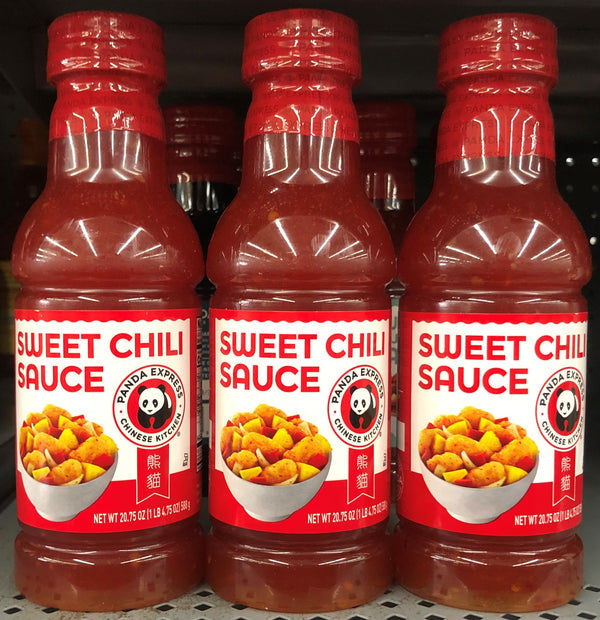 SWEET CHILI
SAUCE
PANDA EXPRESS
CHINESE KITCHEN
熊
貓
NET WT 20.75 OZ (1 LB 4.75 OZ) 588 g
SWEET CHILI
SAUCE
PANDA EXPRESS
CHINESE KITCHEN
熊
貓
NET WT 20.75 OZ (1 LB 4.75 OZ) 588 g
SWEET CHILI
SAUCE
PANDA EXPRESS
CHINESE KITCHEN
熊
貓
NET WT 20.75 OZ (1 LB 4.75 OZ)